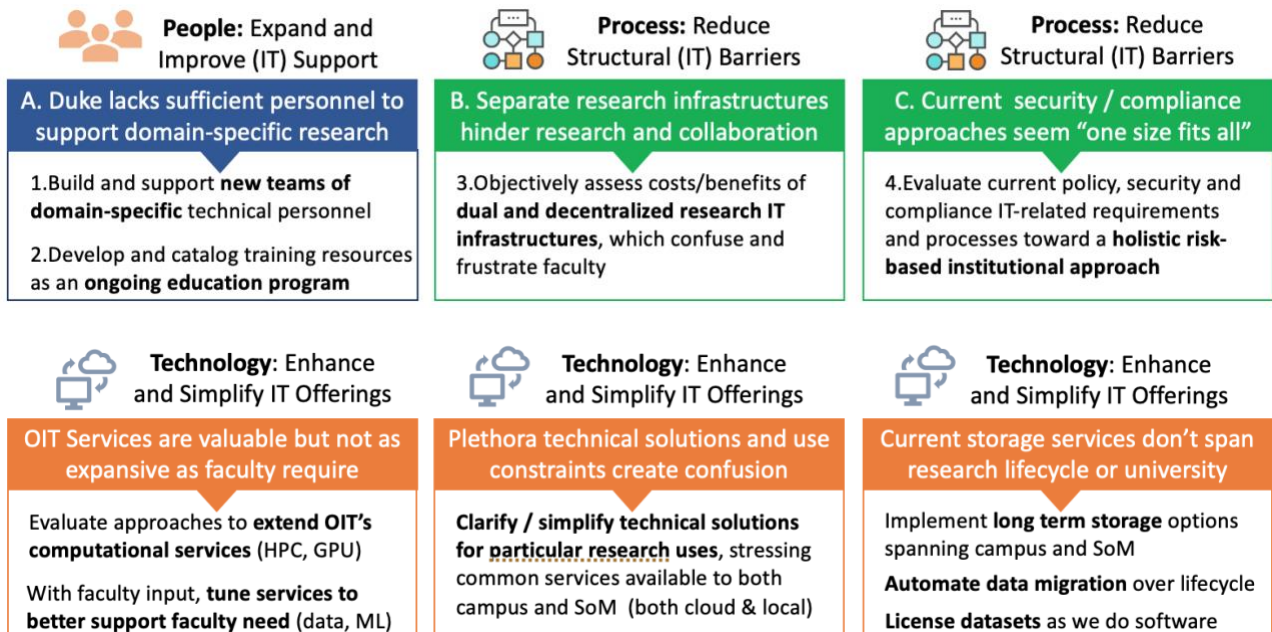 People: Expand and
Improve (IT) Support
A. Duke lacks sufficient personnel to
support domain-specific research
1.Build and support new teams of
domain-specific technical personnel
2.Develop and catalog training resources
as an ongoing education program
Process: Reduce
Structural (IT) Barriers
B. Separate research infrastructures
hinder research and collaboration
3.Objectively assess costs/benefits of
dual and decentralized research IT
infrastructures, which confuse and
frustrate faculty
Process: Reduce
Structural (IT) Barriers
C. Current security / compliance
approaches seem “one size fits all”
4.Evaluate current policy, security and
compliance IT-related requirements
and processes toward a holistic risk-
based institutional approach
Technology: Enhance
and Simplify IT Offerings
OIT Services are valuable but not as
expansive as faculty require
Evaluate approaches to extend OIT’s
computational services (HPC, GPU)
With faculty input, tune services to
better support faculty need (data, ML)
Technology: Enhance
and Simplify IT Offerings
Plethora technical solutions and use
constraints create confusion
Clarify / simplify technical solutions
for particular research uses, stressing
common services available to both
campus and SoM (both cloud & local)
Technology: Enhance
and Simplify IT Offerings
Current storage services don’t span
research lifecycle or university
Implement long term storage options
spanning campus and SoM
Automate data migration over lifecycle
License datasets as we do software